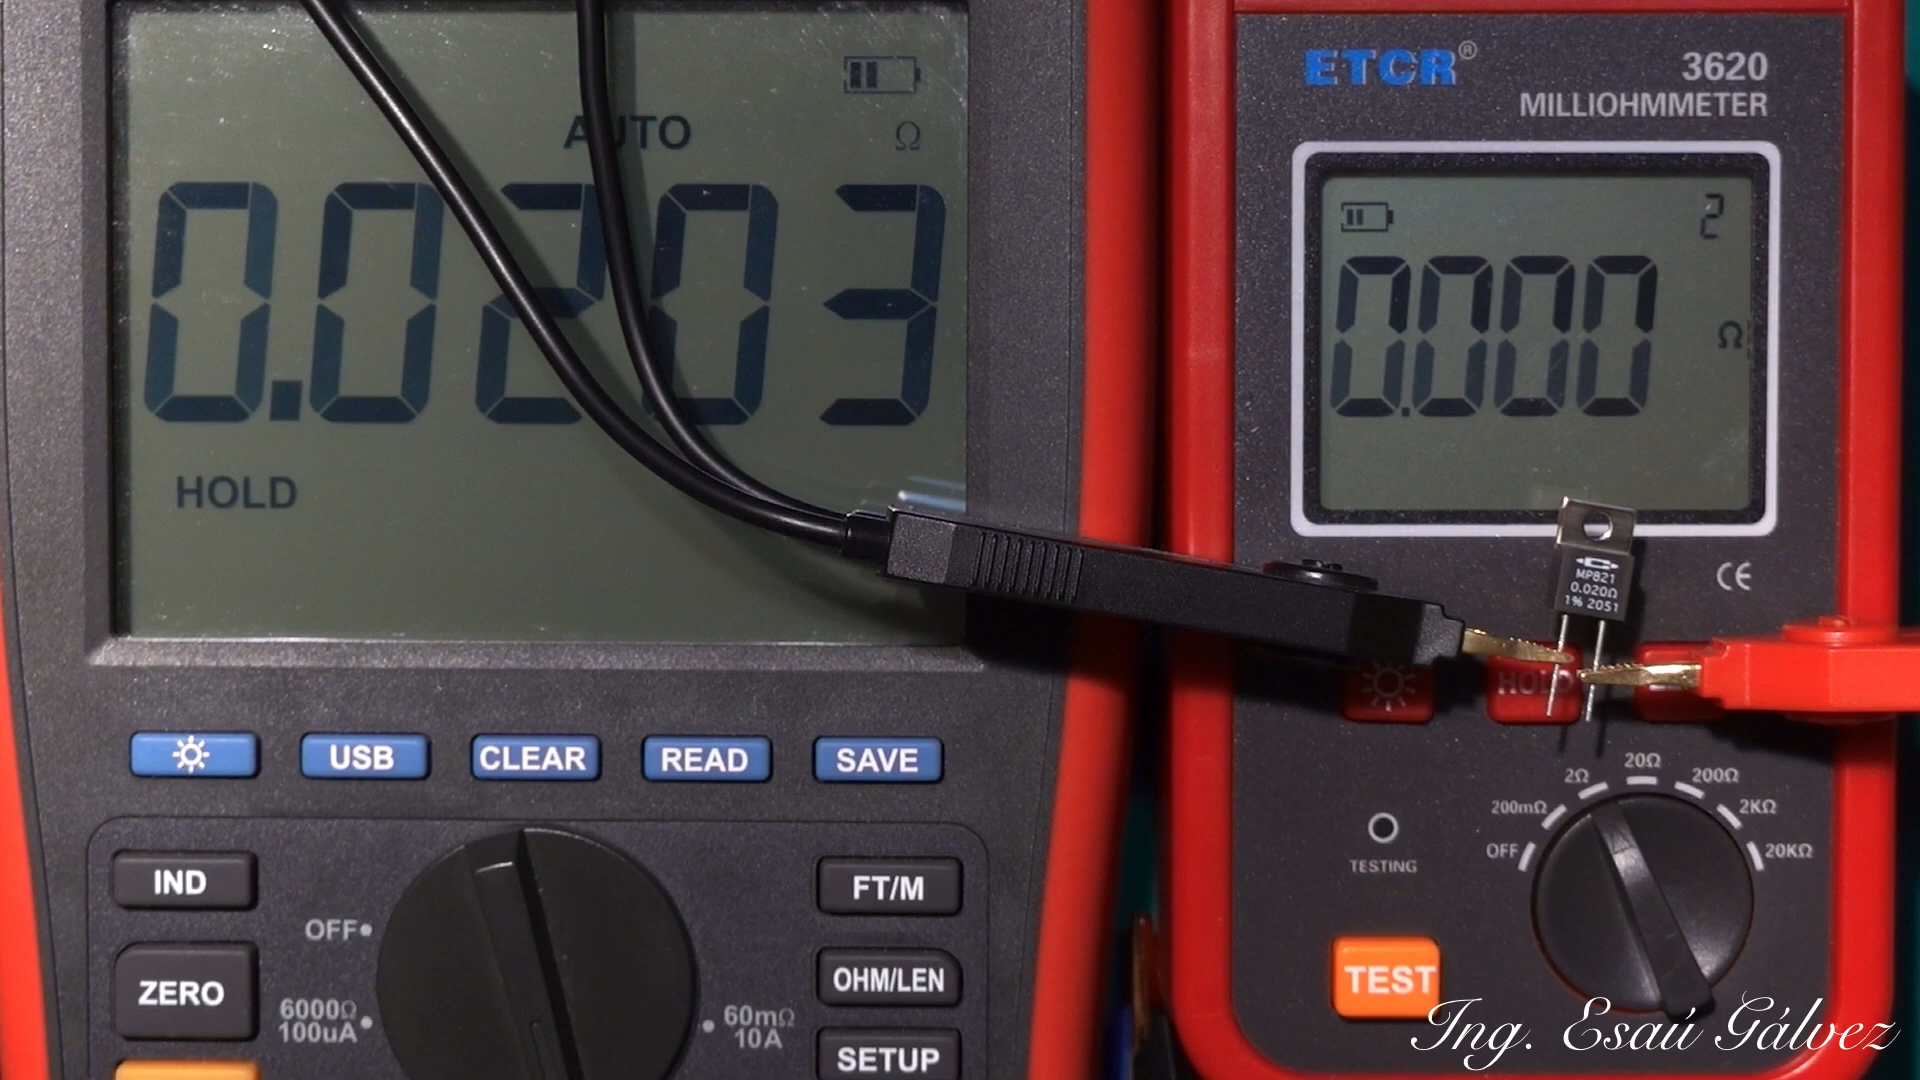 AUTO
Ω
0.0203
HOLD
USB
CLEAR
READ
SAVE
IND
FT/M
OFF
ZERO
OHM/LEN
6000Ω
100uA
60mΩ
10A
SETUP
ETCR®
3620
MILLIOHMMETER
2
0.000
Ω
CE
MP821
0.020Ω
1% 2051
HOLD
200mΩ
2Ω
20Ω
200Ω
2KΩ
20KΩ
OFF
TESTING
TEST
Ing. Esaú Gálvez